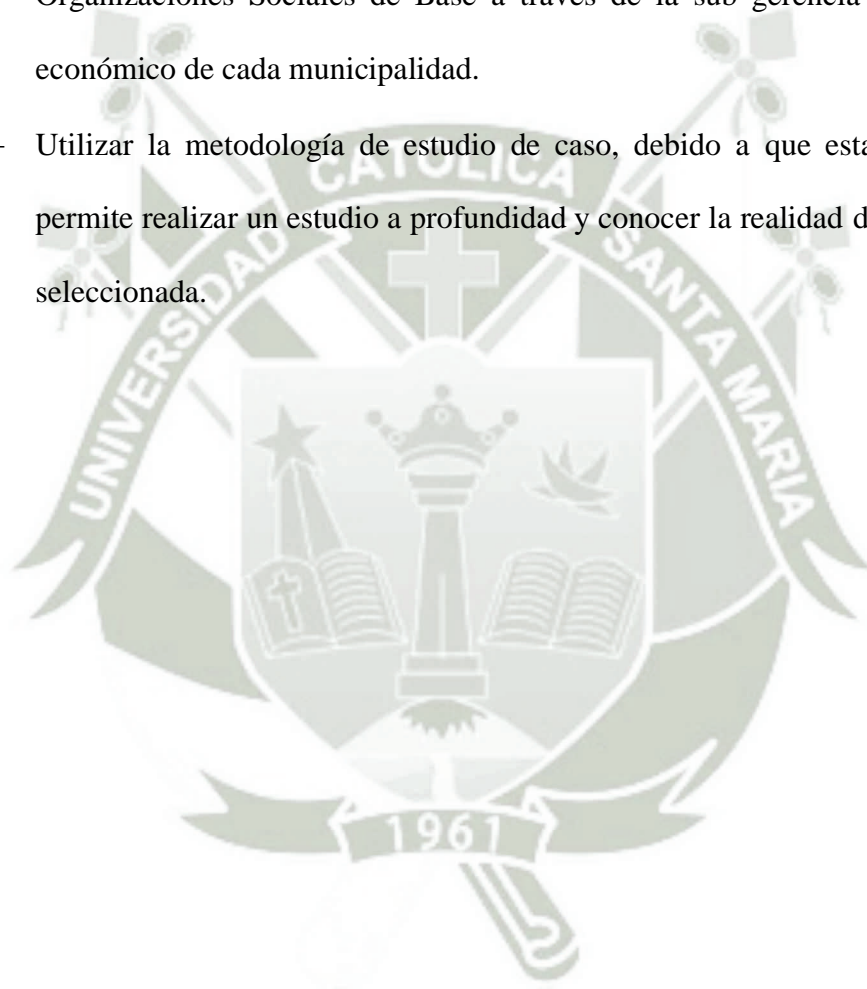 Organizaciones Sociales de Base a través de la sub gerencia
económico de cada municipalidad.
- Utilizar la metodología de estudio de caso, debido a que esta
permite realizar un estudio a profundidad y conocer la realidad d
seleccionada.
UNIVERSIDAD CATOLICA SANTA MARIA
1961